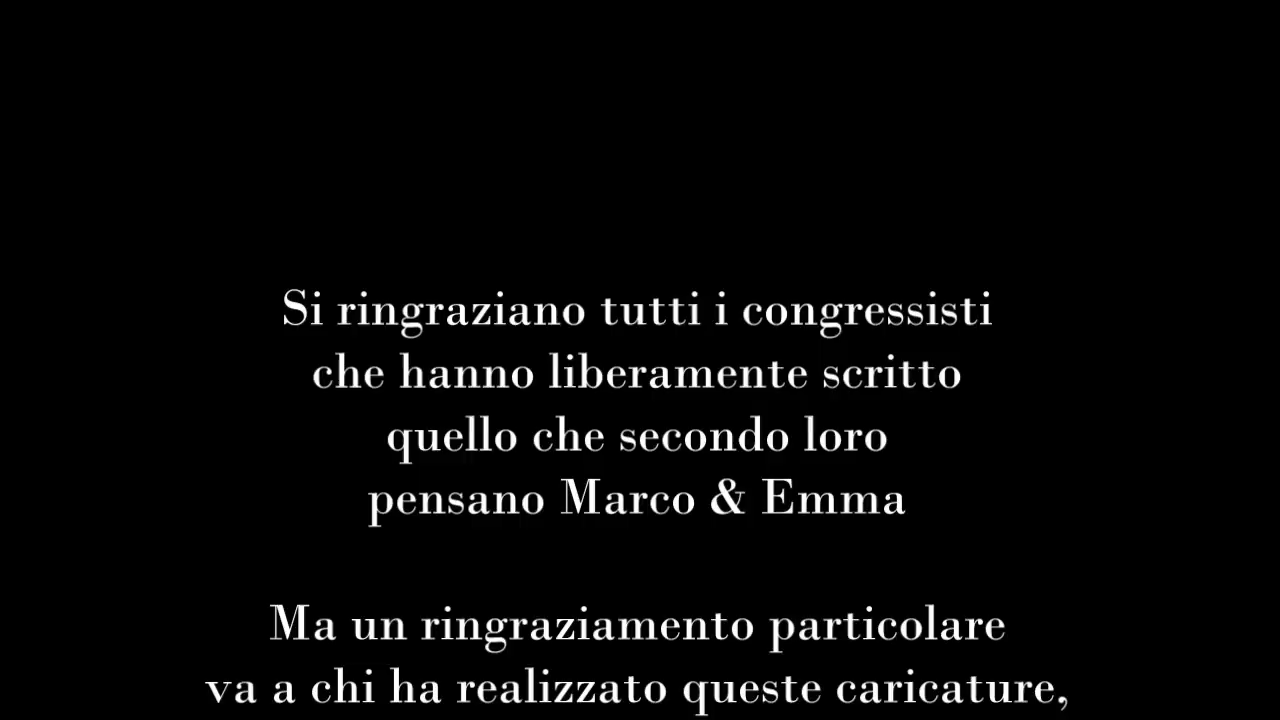 Si ringraziano tutti i congressisti
che hanno liberamente scritto
quello che secondo loro
pensano Marco & Emma
Ma un ringraziamento particolare
va a chi ha realizzato queste caricature,